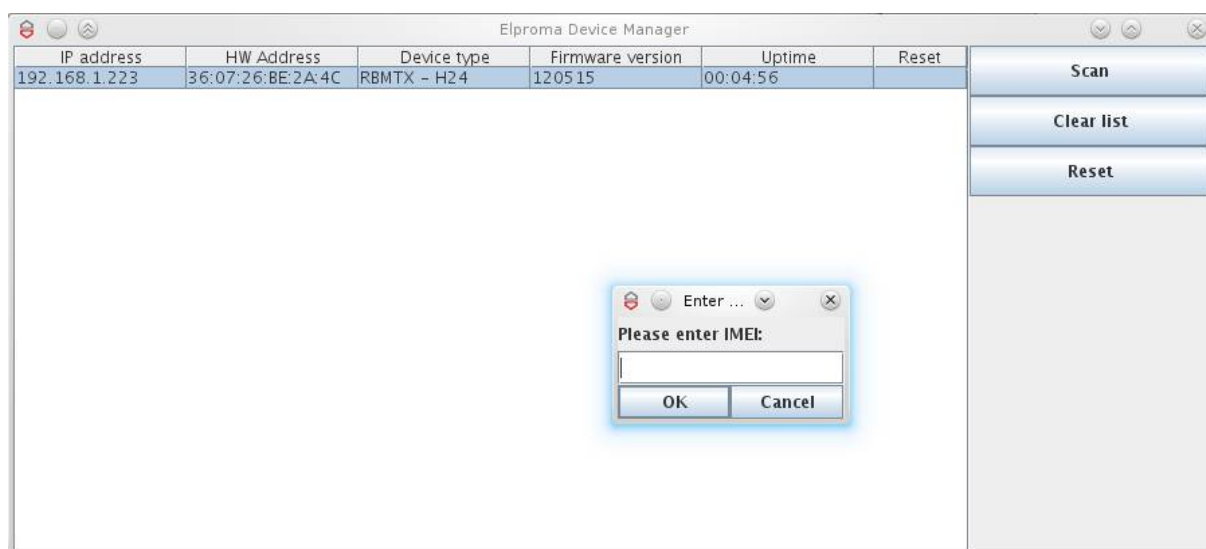 Elproma Device Manager
IP address HW Address Device type Firmware version Uptime Reset
192.168.1.223 36:07:26:BE:2A:4C RBMTX - H24 120515 00:04:56
Scan
Clear list
Reset
Enter ...
Please enter IMEI:
OK Cancel